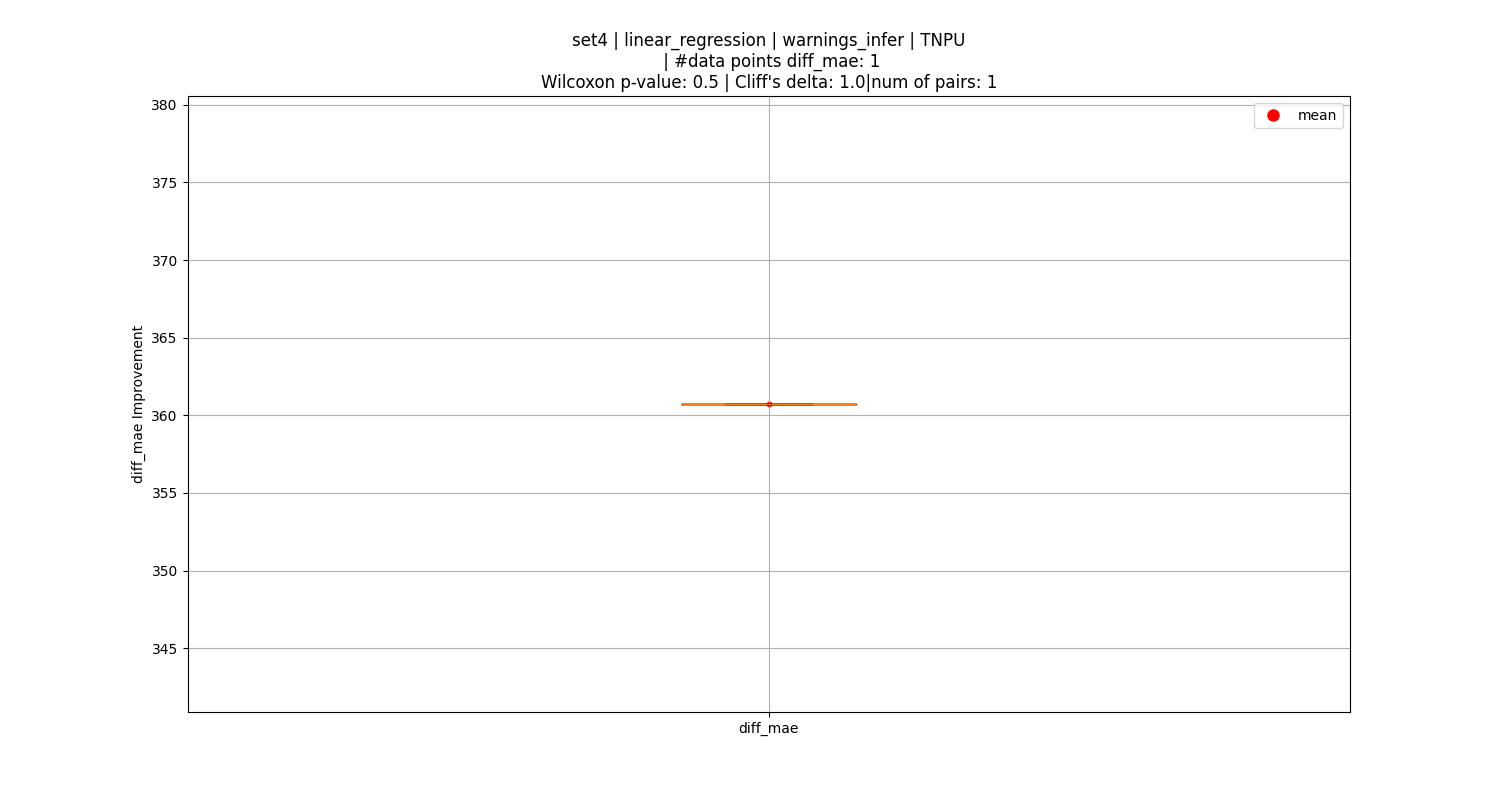 set4 | linear_regression | warnings_infer | TNPU
| #data points diff_mae: 1
Wilcoxon p-value: 0.5 | Cliff's delta: 1.0|num of pairs: 1
mean
380
375
370
365
360
355
350
345
diff_mae Improvement
diff_mae